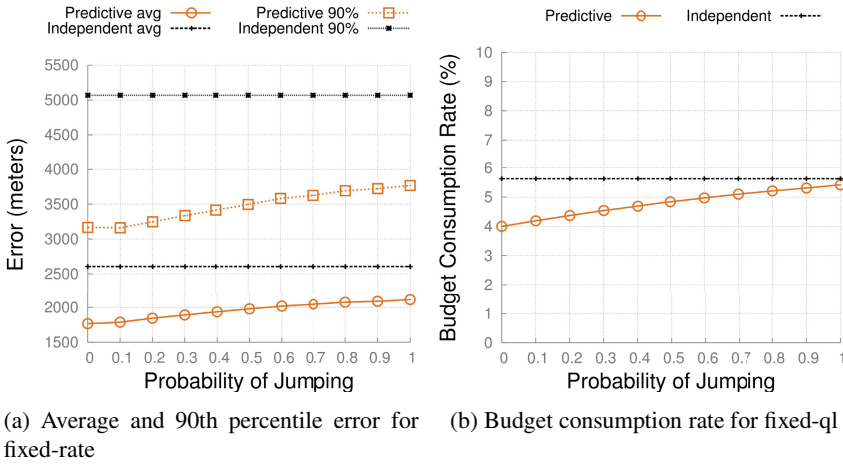 Predictive avg
Predictive 90%
Independent avg
Independent 90%
5500
5000
4500
4000
3500
3000
2500
2000
1500
Error (meters)
0 0.1 0.2 0.3 0.4 0.5 0.6 0.7 0.8 0.9 1
Probability of Jumping
(a) Average and 90th percentile error for
fixed-rate
Predictive
Independent
10
9
8
7
6
5
4
3
2
1
0
Budget Consumption Rate (%)
0 0.1 0.2 0.3 0.4 0.5 0.6 0.7 0.8 0.9 1
Probability of Jumping
(b) Budget consumption rate for fixed-ql